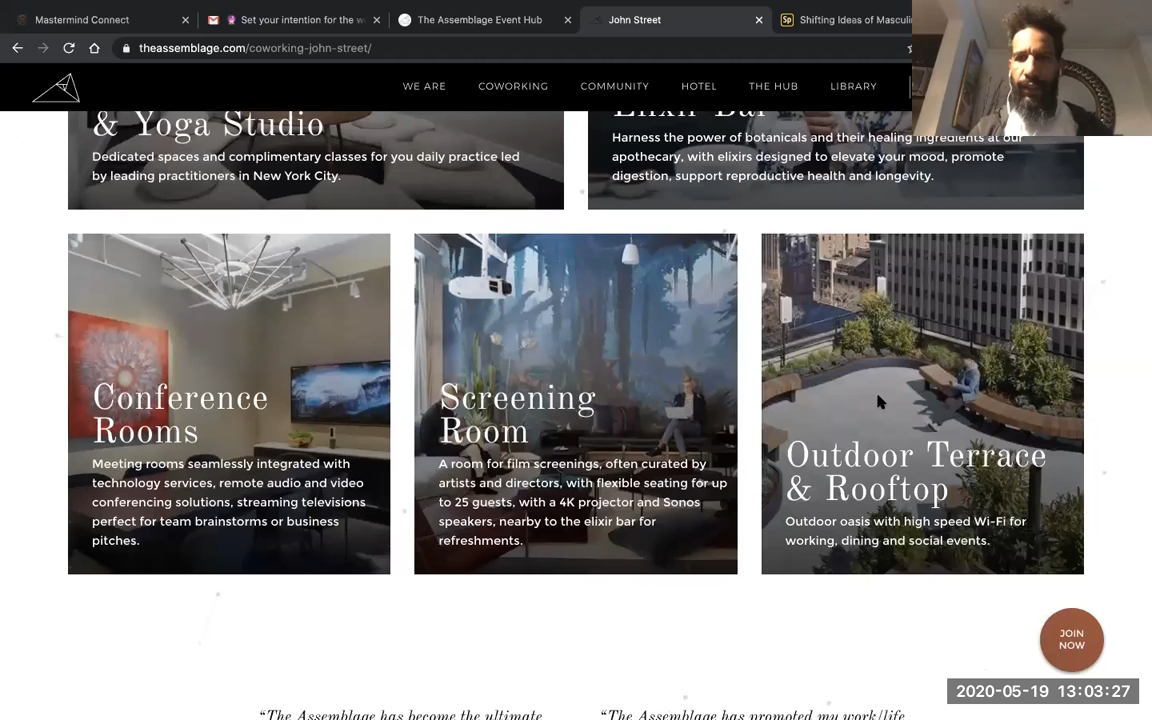 Mastermind Connect
Set your intention for the w
The Assemblage Event Hub
John Street
Shifting Ideas of Masculi
theassemblage.com/coworking-john-street/
WE ARE COWORKING COMMUNITY HOTEL THE HUB LIBRARY
& Yoga Studio
Dedicated spaces and complimentary classes for you daily practice led
by leading practitioners in New York City.
Elixir Bar
Harness the power of botanicals and their healing ingredients at our
apothecary, with elixirs designed to elevate your mood, promote
digestion, support reproductive health and longevity.
Conference
Rooms
Meeting rooms seamlessly integrated with
technology services, remote audio and video
conferencing solutions, streaming televisions
perfect for team brainstorms or business
pitches.
Screening
Room
A room for film screenings, often curated by
artists and directors, with flexible seating for up
to 25 guests, with a 4K projector and Sonos
speakers, nearby to the elixir bar for
refreshments.
Outdoor Terrace
& Rooftop
Outdoor oasis with high speed Wi-Fi for
working, dining and social events.
JOIN
NOW
2020-05-19 13:03:27
“The Assemblage has become the ultimate
“The Assemblage has promoted my work/life